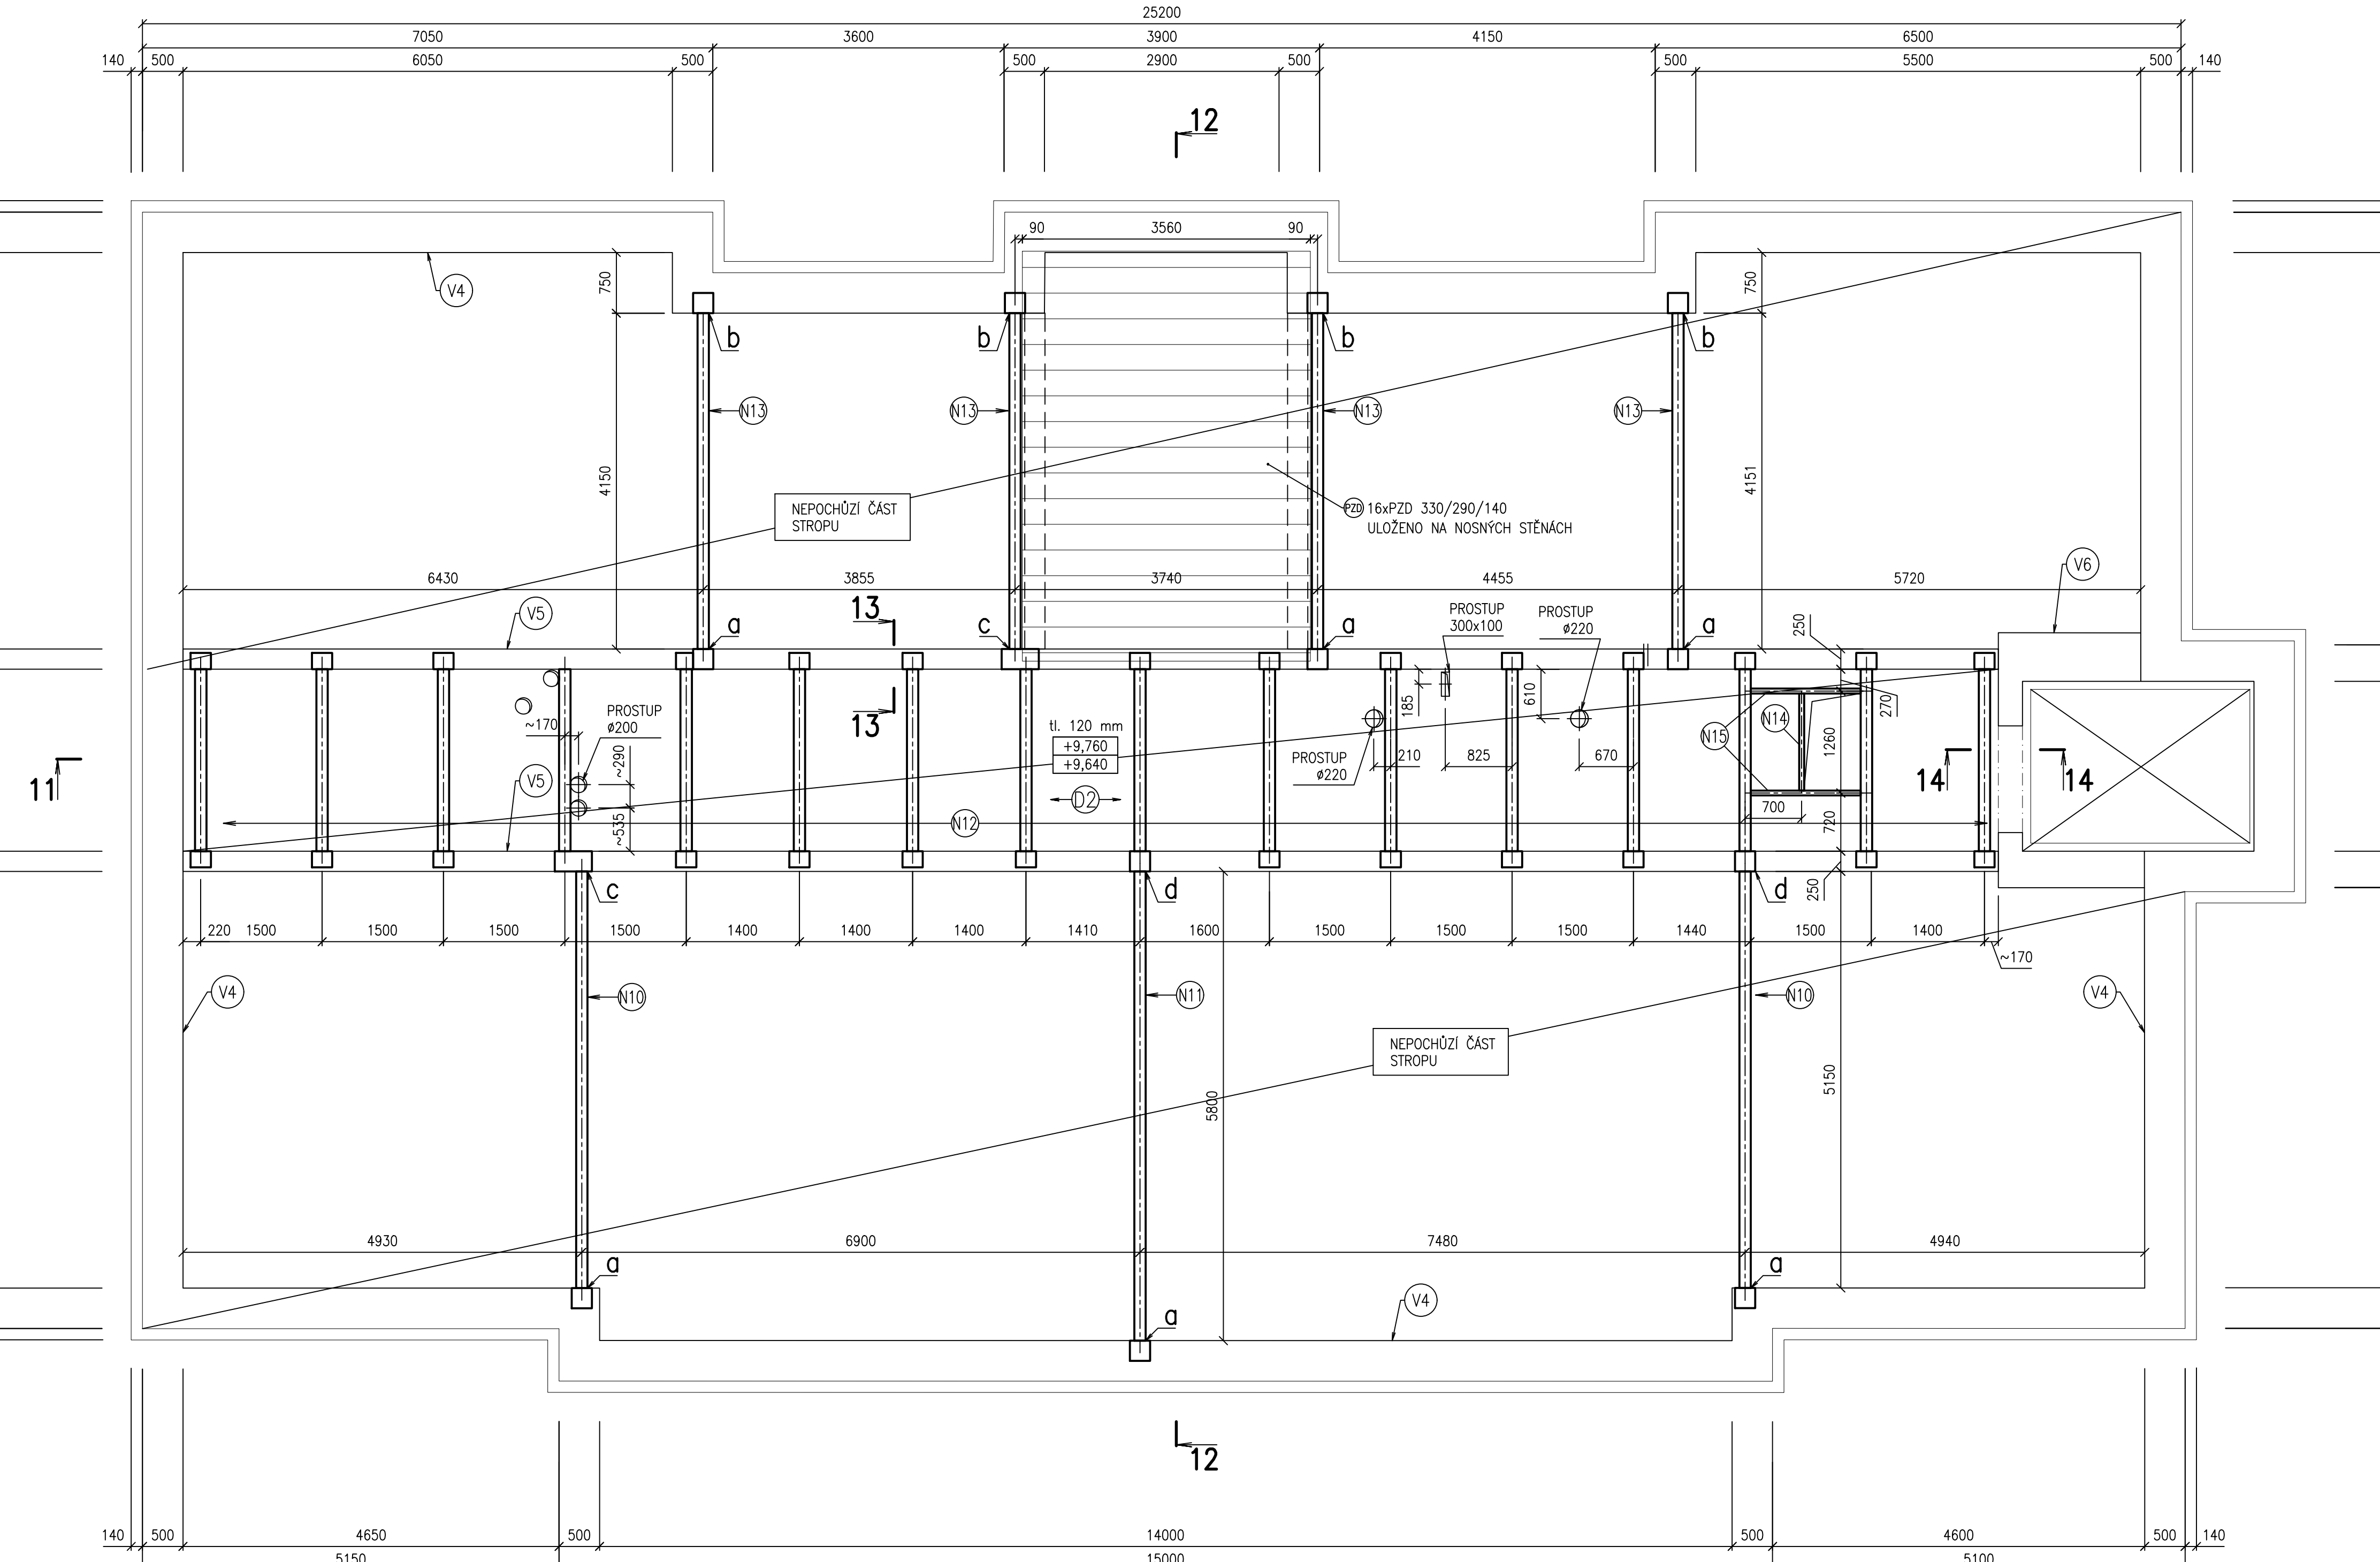 25200
7050 3600 3900 4150 6500
140 500 6050 500 500 2900 500 500 5500 500 140
12
90 3560 90
750
V4
750
b b b b
N13 N13 N13 N13
4150
4151
NEPOCHŮZÍ ČÁST
STROPU
PZD 16xPZD 330/290/140
ULOŽENO NA NOSNÝCH STĚNÁCH
V6
6430 3855 3740 4455 5720
V5
13
a c a a
PROSTUP
300x100
PROSTUP
ø220
250
185
610
270
PROSTUP
ø200
~170
13
tl. 120 mm
+9,760
+9,640
N14
N15
1260
~290
PROSTUP
ø220
210 825 670
11
V5
D2
14 14
700
N12
~535
720
c d d
250
220 1500 1500 1500 1500 1400 1400 1400 1410 1600 1500 1500 1500 1440 1500 1400
~170
V4 N10 N11 N10 V4
NEPOCHŮZÍ ČÁST
STROPU
5800
5150
4930 6900 7480 4940
a a
V4
a
12
140 500 4650 500 14000 500 4600 500 140
5150 15000 5100